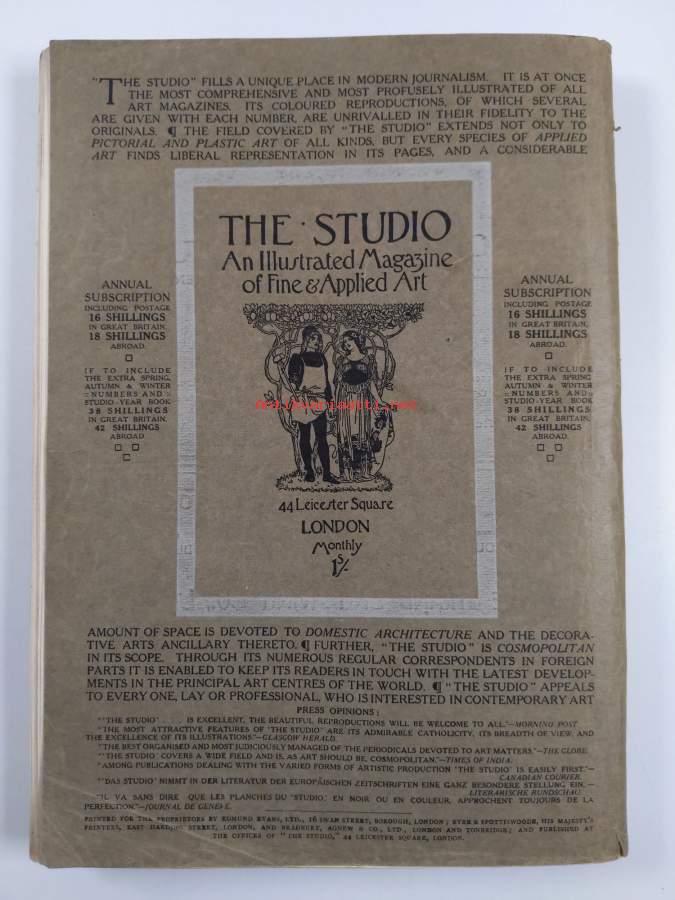 "THE STUDIO" FILLS A UNIQUE PLACE IN MODERN JOURNALISM. IT IS AT ONCE
THE MOST COMPREHENSIVE AND MOST PROFUSELY ILLUSTRATED OF ALL
ART MAGAZINES. ITS COLOURED REPRODUCTIONS, OF WHICH SEVERAL
ARE GIVEN WITH EACH NUMBER, ARE UNRIVALLED IN THEIR FIDELITY TO THE
ORIGINALS. ¶ THE FIELD COVERED BY "THE STUDIO" EXTENDS NOT ONLY TO
PICTORIAL AND PLASTIC ART OF ALL KINDS, BUT EVERY SPECIES OF APPLIED
ART FINDS LIBERAL REPRESENTATION IN ITS PAGES, AND A CONSIDERABLE
THE · STUDIO
An Illustrated Magazine
of Fine & Applied Art
44 Leicester Square
LONDON
Monthly
1S/-
ANNUAL
SUBSCRIPTION
INCLUDING POSTAGE
16 SHILLINGS
IN GREAT BRITAIN,
18 SHILLINGS
ABROAD.
IF TO INCLUDE
THE EXTRA SPRING,
AUTUMN & WINTER
:: NUMBERS AND ::
STUDIO-YEAR BOOK
38 SHILLINGS
IN GREAT BRITAIN.
42 SHILLINGS
ABROAD
ANNUAL
SUBSCRIPTION
INCLUDING POSTAGE
16 SHILLINGS
IN GREAT BRITAIN,
18 SHILLINGS
ABROAD.
IF TO INCLUDE
THE EXTRA SPRING,
AUTUMN & WINTER
:: NUMBERS AND ::
STUDIO-YEAR BOOK
38 SHILLINGS
IN GREAT BRITAIN.
42 SHILLINGS
ABROAD
AMOUNT OF SPACE IS DEVOTED TO DOMESTIC ARCHITECTURE AND THE DECORA-
TIVE ARTS ANCILLARY THERETO. ¶ FURTHER, "THE STUDIO" IS COSMOPOLITAN
IN ITS SCOPE. THROUGH ITS NUMEROUS REGULAR CORRESPONDENTS IN FOREIGN
PARTS IT IS ENABLED TO KEEP ITS READERS IN TOUCH WITH THE LATEST DEVELOP-
MENTS IN THE PRINCIPAL ART CENTRES OF THE WORLD. ¶ "THE STUDIO" APPEALS
TO EVERY ONE, LAY OR PROFESSIONAL, WHO IS INTERESTED IN CONTEMPORARY ART
PRESS OPINIONS:
"'THE STUDIO' . . . IS EXCELLENT, THE BEAUTIFUL REPRODUCTIONS WILL BE WELCOME TO ALL."—MORNING POST
"THE MOST ATTRACTIVE FEATURES OF 'THE STUDIO' ARE ITS ADMIRABLE CATHOLICITY, ITS BREADTH OF VIEW, AND
THE EXCELLENCE OF ITS ILLUSTRATIONS."—GLASGOW HERALD.
"THE BEST ORGANISED AND MOST JUDICIOUSLY MANAGED OF THE PERIODICALS DEVOTED TO ART MATTERS."—THE GLOBE.
"'THE STUDIO' COVERS A WIDE FIELD AND IS, AS ART SHOULD BE, COSMOPOLITAN."—TIMES OF INDIA.
"AMONG PUBLICATIONS DEALING WITH THE VARIED FORMS OF ARTISTIC PRODUCTION 'THE STUDIO' IS EASILY FIRST."—
CANADIAN COURIER.
"'DAS STUDIO' NIMMT IN DER LITERATUR DER EUROPÄISCHEN ZEITSCHRIFTEN EINE GANZ BESONDERE STELLUNG EIN.—
LITERARISCHE RUNDSCHAU
"IL VA SANS DIRE QUE LES PLANCHES DU 'STUDIO' EN NOIR OU EN COULEUR, APPROCHENT TOUJOURS DE LA
PERFECTION."—JOURNAL DE GENÈVE.
PRINTED FOR THE PROPRIETORS BY EDMUND EVANS, LTD., 16 SWAN STREET, BOROUGH, LONDON; EYRE & SPOTTISWOODE, HIS MAJESTY'S
PRINTERS, EAST HARDING STREET, LONDON, AND BRADBURY, AGNEW & CO., LTD., LONDON AND TONBRIDGE; AND PUBLISHED AT
THE OFFICES OF "THE STUDIO," 44 LEICESTER SQUARE, LONDON.